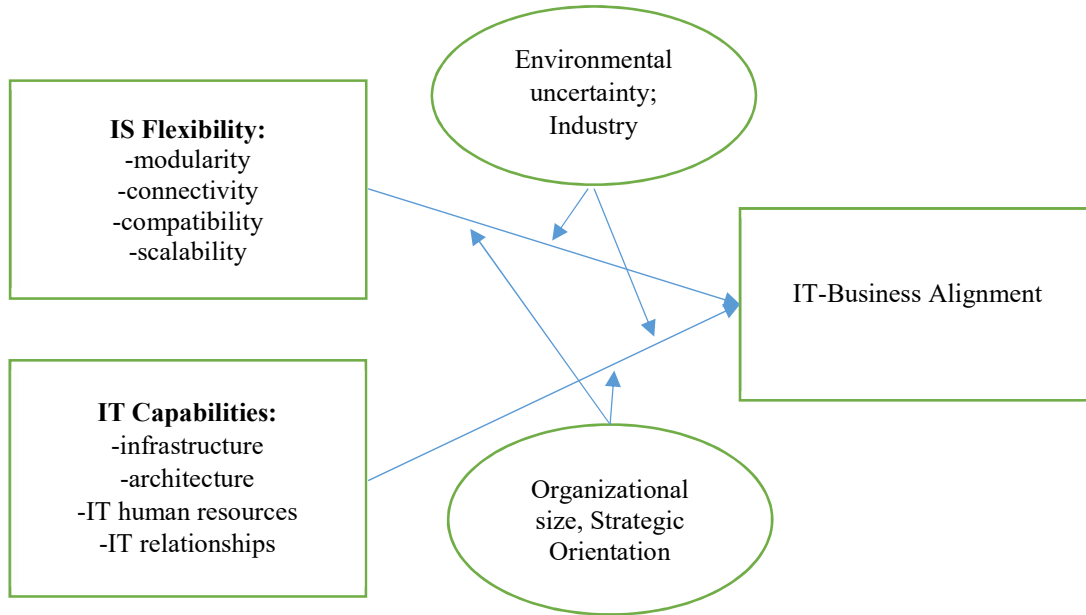 Environmental
uncertainty;
Industry
IS Flexibility:
-modularity
-connectivity
-compatibility
-scalability
IT-Business Alignment
IT Capabilities:
-infrastructure
-architecture
-IT human resources
-IT relationships
Organizational
size, Strategic
Orientation